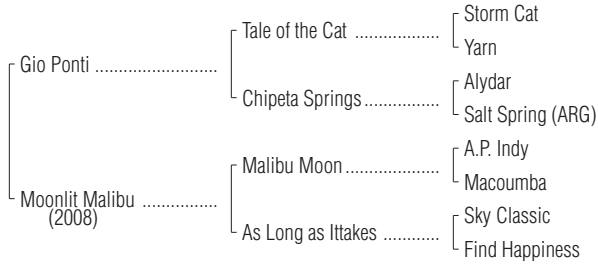 Storm Cat
Tale of the Cat ..................
Yarn
Gio Ponti ..........................
Alydar
Chipeta Springs ................
Salt Spring (ARG)
A.P. Indy
Malibu Moon ....................
Macoumba
Moonlit Malibu ................
(2008)
Sky Classic
As Long as Ittakes ............
Find Happiness